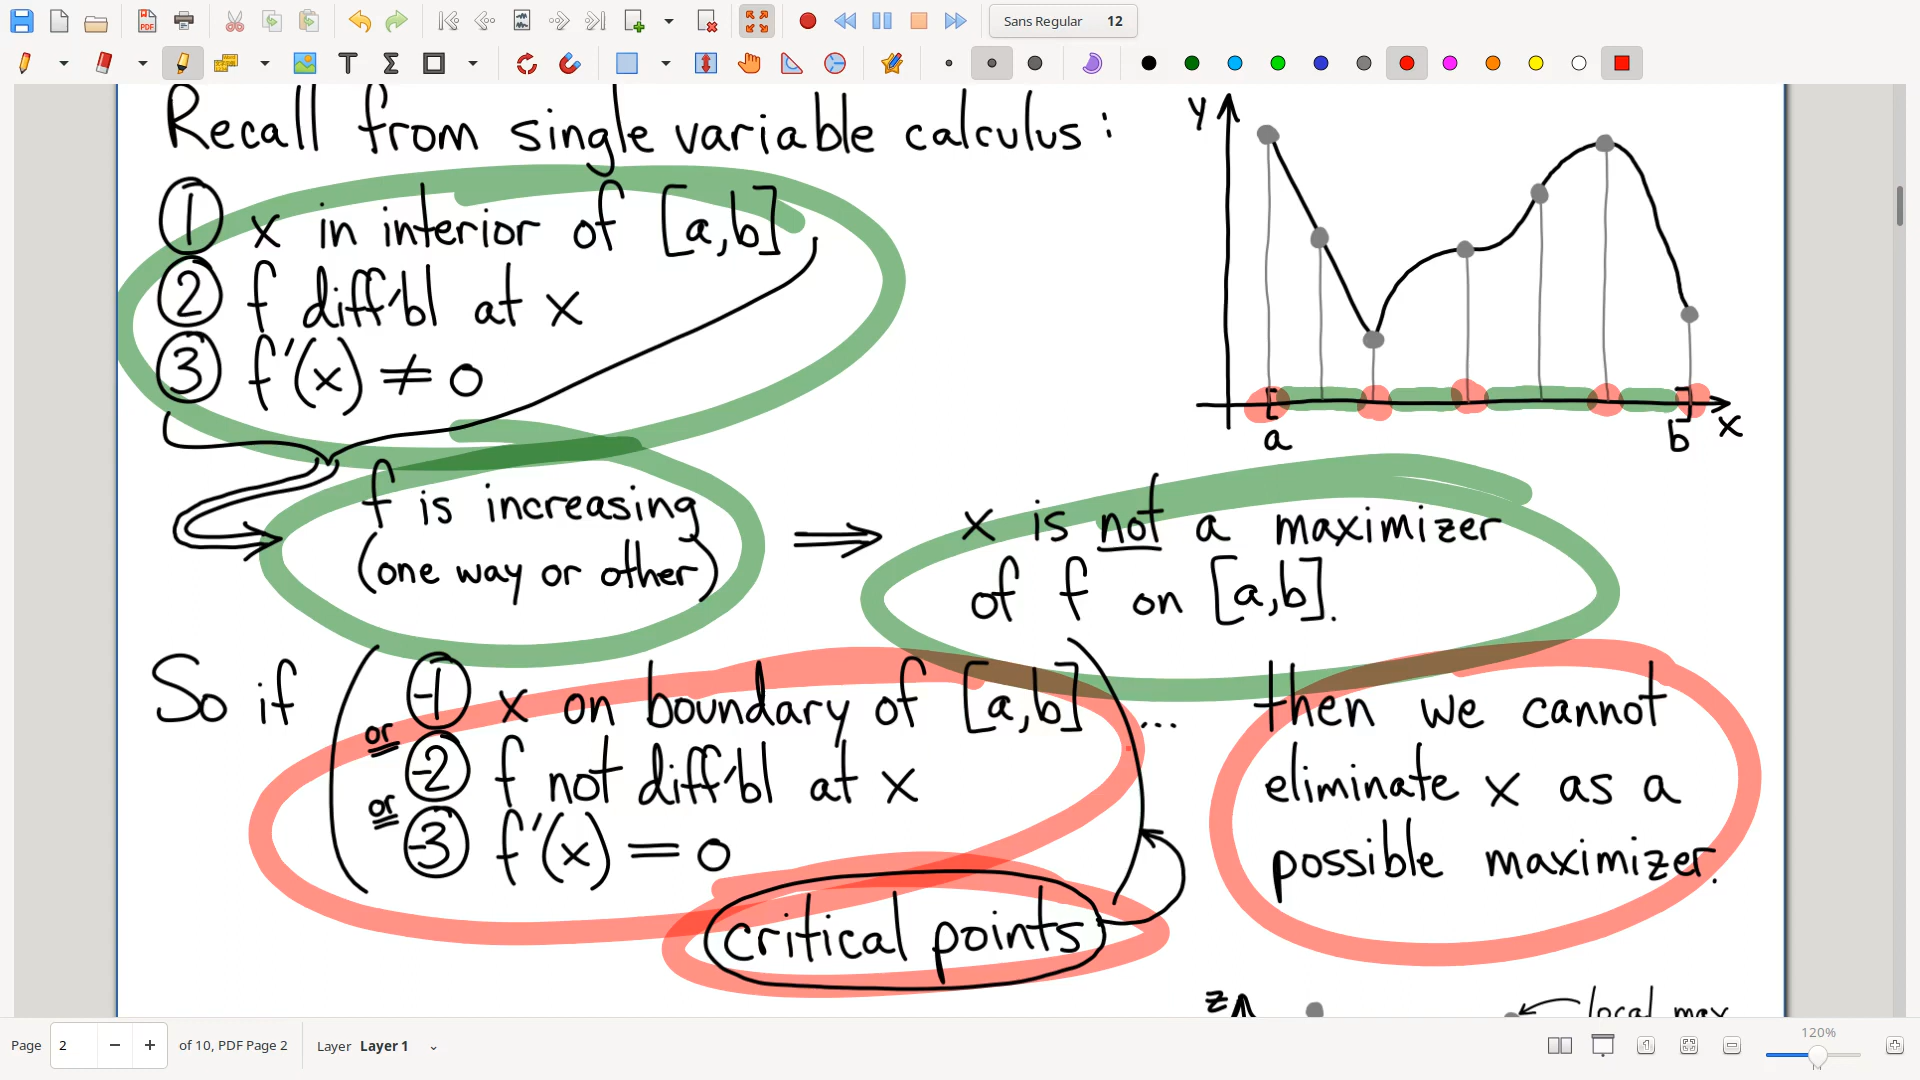 Sans Regular 12
Recall from single variable calculus:
① x in interior of [a,b]
② f diff'bl at x
③ f'(x) ≠ 0
y
a
b
x
f is increasing
(one way or other)
⟹
x is not a maximizer
of f on [a,b].
So if
(-1) x on boundary of [a,b]
or
(-2) f not diff'bl at x
or
(-3) f'(x) = 0
...
then we cannot
eliminate x as a
possible maximizer.
critical points
z
local max
Page 2 of 10, PDF Page 2 Layer Layer 1
120%